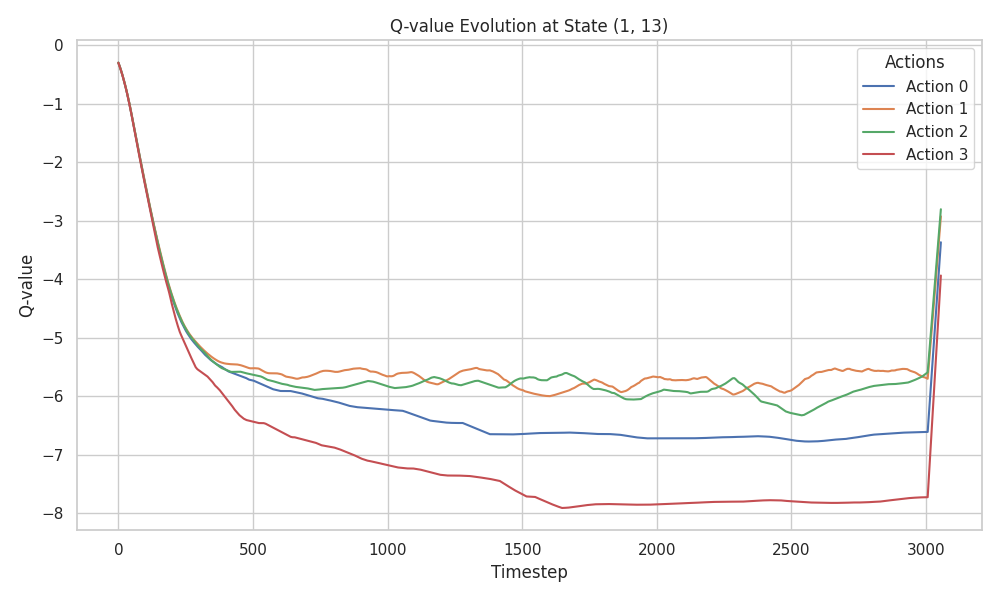 Q-value Evolution at State (1, 13)
Actions
Action 0
Action 1
Action 2
Action 3
Q-value
0
−1
−2
−3
−4
−5
−6
−7
−8
0 500 1000 1500 2000 2500 3000
Timestep